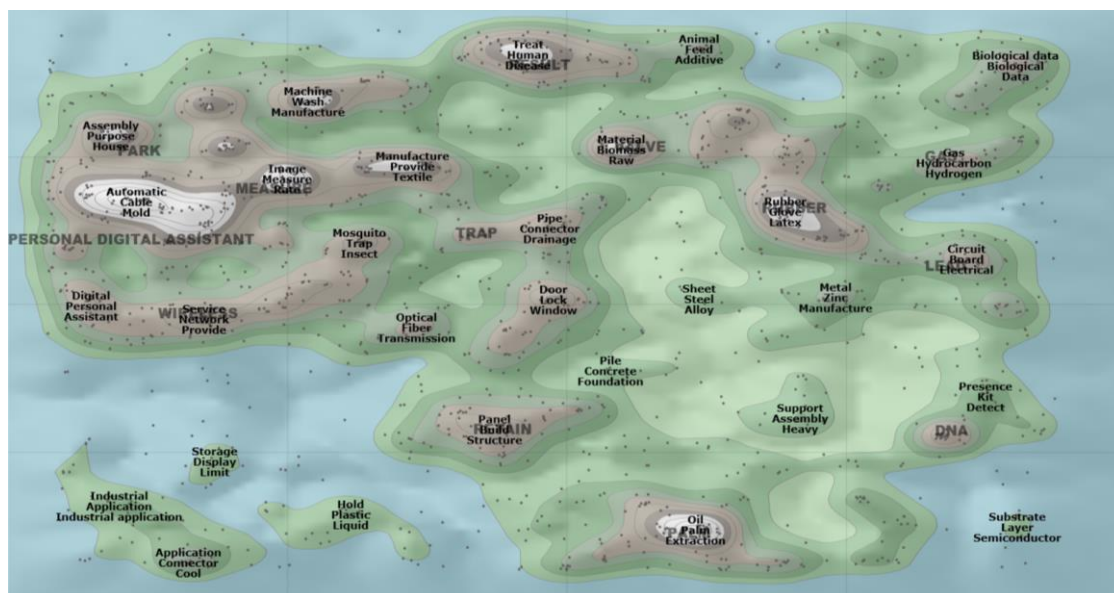 Treat
Human
Disease
Animal
Feed
Additive
Biological data
Biological
Data
Machine
Wash
Manufacture
Assembly
Purpose
House
PARK
Material
Biomass
Raw
Gas
Hydrocarbon
Hydrogen
Image
Measure
Rate
Manufacture
Provide
Textile
Automatic
Cable
Mold
Rubber
Glove
Latex
PERSONAL DIGITAL ASSISTANT
TRAP
Pipe
Connector
Drainage
Mosquito
Trap
Insect
Circuit
Board
Electrical
Digital
Personal
Assistant
Service
Network
Provide
Optical
Fiber
Transmission
Door
Lock
Window
Sheet
Steel
Alloy
Metal
Zinc
Manufacture
Pile
Concrete
Foundation
Presence
Kit
Detect
Support
Assembly
Heavy
Panel
Build
Structure
DNA
Storage
Display
Limit
Industrial
Application
Industrial application
Hold
Plastic
Liquid
Oil
Palm
Extraction
Substrate
Layer
Semiconductor
Application
Connector
Cool